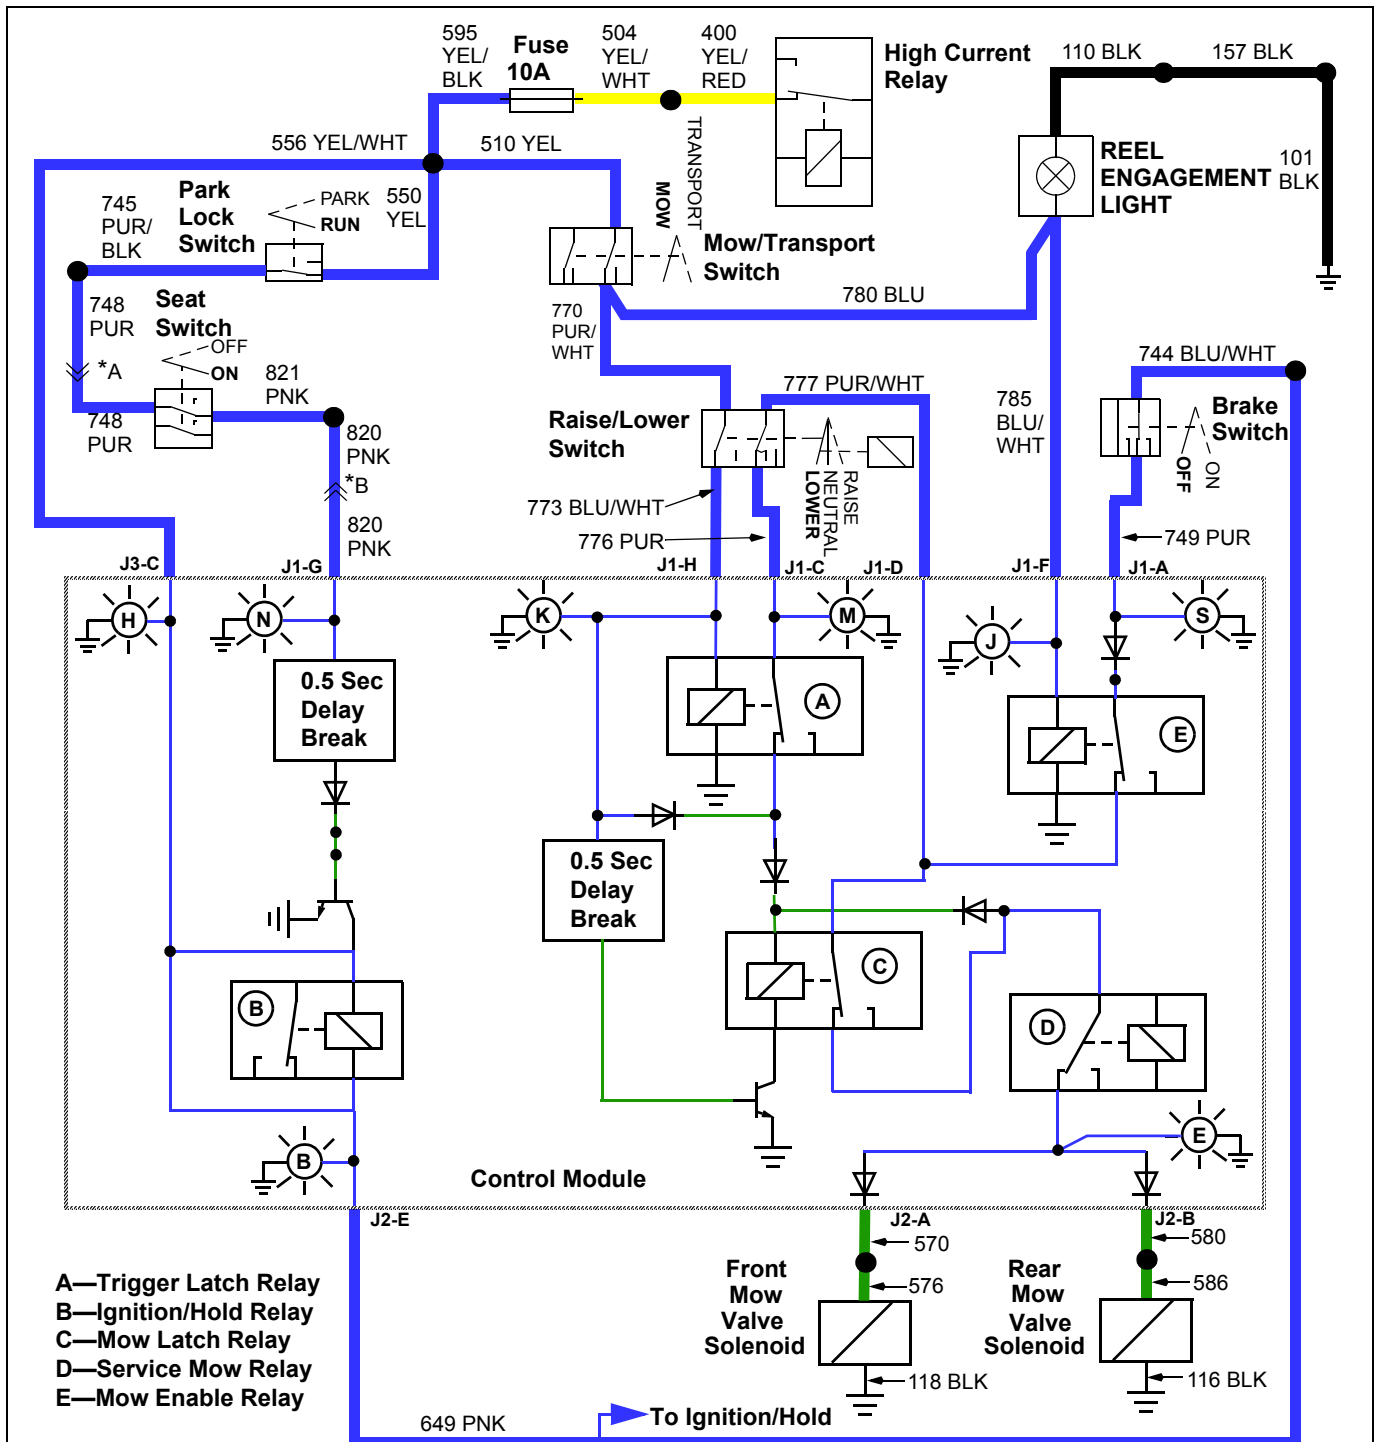 595
YEL/
BLK
Fuse
10A
504
YEL/
WHT
400
YEL/
RED
High Current
Relay
110 BLK
157 BLK
556 YEL/WHT
510 YEL
TRANSPORT
MOW
REEL
ENGAGEMENT
LIGHT
101
BLK
Park
Lock
Switch
PARK
RUN
550
YEL
745
PUR/
BLK
Mow/Transport
Switch
748
PUR
Seat
Switch
OFF
ON
*A
821
PNK
748
PUR
770
PUR/
WHT
780 BLU
744 BLU/WHT
777 PUR/WHT
785
BLU/
WHT
Brake
Switch
OFF
ON
Raise/Lower
Switch
820
PNK
*B
820
PNK
RAISE
NEUTRAL
LOWER
773 BLU/WHT
776 PUR
749 PUR
J3-C
J1-G
J1-H
J1-C
J1-D
J1-F
J1-A
H
N
K
M
J
S
0.5 Sec
Delay
Break
A
E
0.5 Sec
Delay
Break
C
B
D
B
E
Control Module
J2-E
J2-A
J2-B
570
576
580
586
Front
Mow
Valve
Solenoid
Rear
Mow
Valve
Solenoid
118 BLK
116 BLK
A—Trigger Latch Relay
B—Ignition/Hold Relay
C—Mow Latch Relay
D—Service Mow Relay
E—Mow Enable Relay
649 PNK
To Ignition/Hold